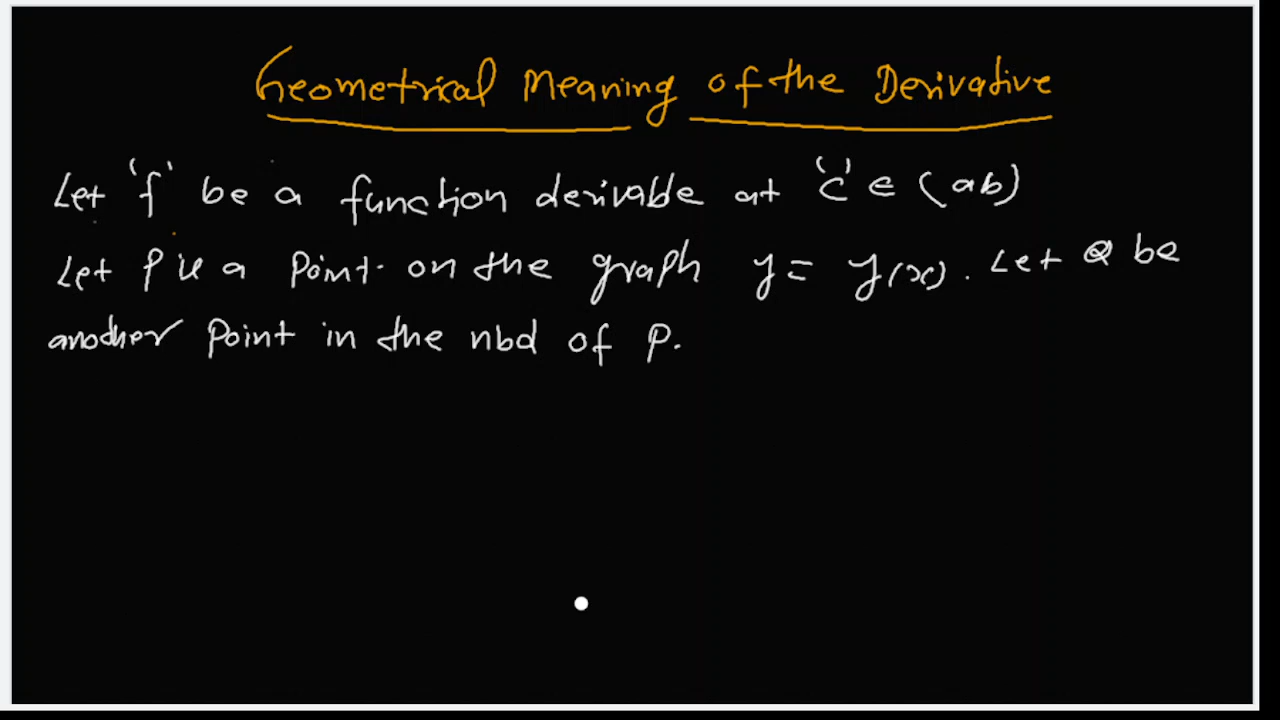 Geometrical Meaning of the Derivative
Let 'f' be a function derivable at 'c' ∈ (ab)
Let P is a point on the graph y = y(x). Let Q be
another point in the nbd of P.